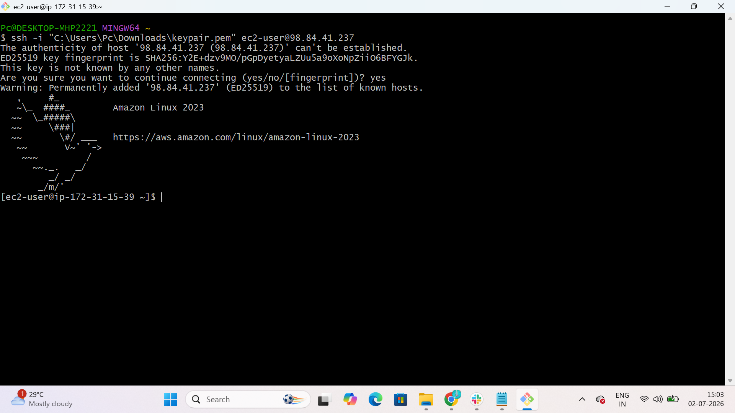 ec2-user@ip-172-31-15-39:~
Pc@DESKTOP-MHP2221 MINGW64 ~
$ ssh -i "C:\Users\Pc\Downloads\keypair.pem" ec2-user@98.84.41.237
The authenticity of host '98.84.41.237 (98.84.41.237)' can't be established.
ED25519 key fingerprint is SHA256:Y2E+dzv9MO/pGpDyetyaLZUu5a9oXoNpZiiO6BFYGJk.
This key is not known by any other names.
Are you sure you want to continue connecting (yes/no/[fingerprint])? yes
Warning: Permanently added '98.84.41.237' (ED25519) to the list of known hosts.
   ,     #_
   ~\_  ####_        Amazon Linux 2023
  ~~  \_#####\
  ~~     \###|
  ~~       \#/ ___   https://aws.amazon.com/linux/amazon-linux-2023
   ~~       V~' '->
    ~~~         /
      ~~._.   _/
         _/ _/
       _/m/'
[ec2-user@ip-172-31-15-39 ~]$
1
29°C
Mostly cloudy
Search
ENG
IN
15:03
02-07-2026